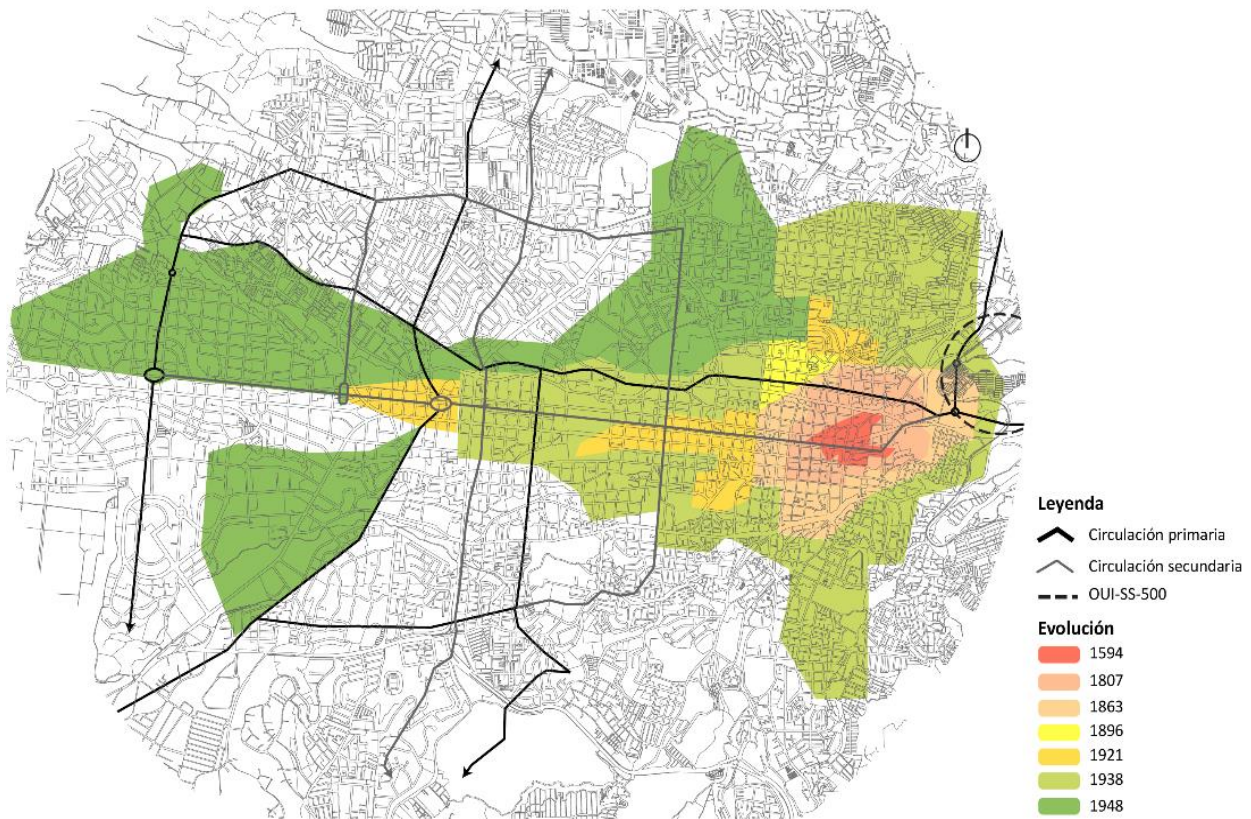 Leyenda
Circulación primaria
Circulación secundaria
OUI-SS-500
Evolución
1594
1807
1863
1896
1921
1938
1948